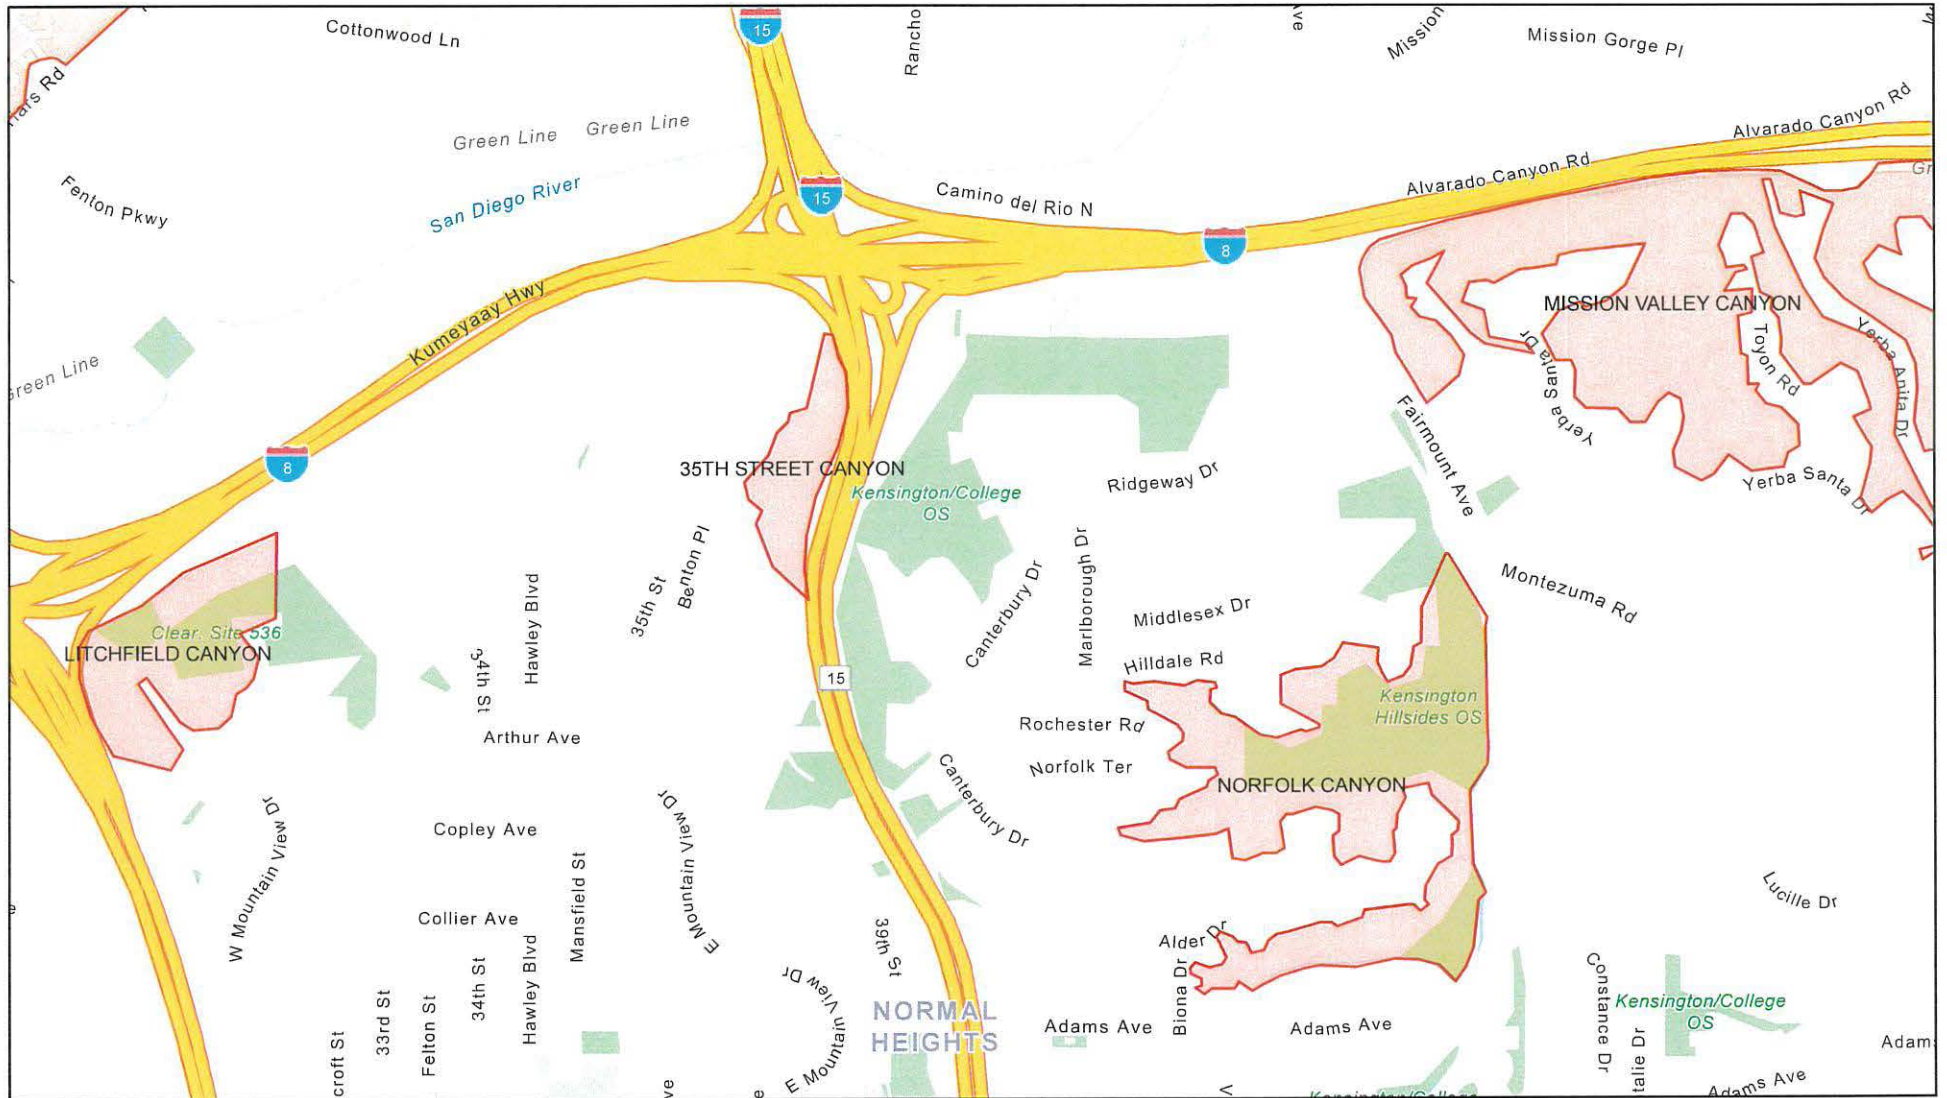 15
Rancho
Mission
Cottonwood Ln
Mission Gorge Pl
Alvarado Canyon Rd
Green Line
Green Line
Alvarado Canyon Rd
15
Camino del Rio N
Fenton Pkwy
San Diego River
8
Kumeyaay Hwy
MISSION VALLEY CANYON
Green Line
Yerba Santa Dr
Toyon Rd
Yerba Anita Dr
Yerba Santa Dr
Fairmount Ave
8
35TH STREET CANYON
Kensington/College
OS
Ridgeway Dr
Montezuma Rd
Benton Pl
35th St
Hawley Blvd
Canterbury Dr
Marlborough Dr
Middlesex Dr
Hilldale Rd
Clear. Site 536
LITCHFIELD CANYON
34th St
15
Kensington
Hillsides OS
Rochester Rd
Norfolk Ter
NORFOLK CANYON
Arthur Ave
Canterbury Dr
W Mountain View Dr
Copley Ave
E Mountain View Dr
Mansfield St
Collier Ave
39th St
Lucille Dr
Alder Dr
Biona Dr
33rd St
Felton St
34th St
Hawley Blvd
E Mountain View Dr
NORMAL
HEIGHTS
Adams Ave
Adams Ave
Constance Dr
Kensington/College
OS
Adams Ave